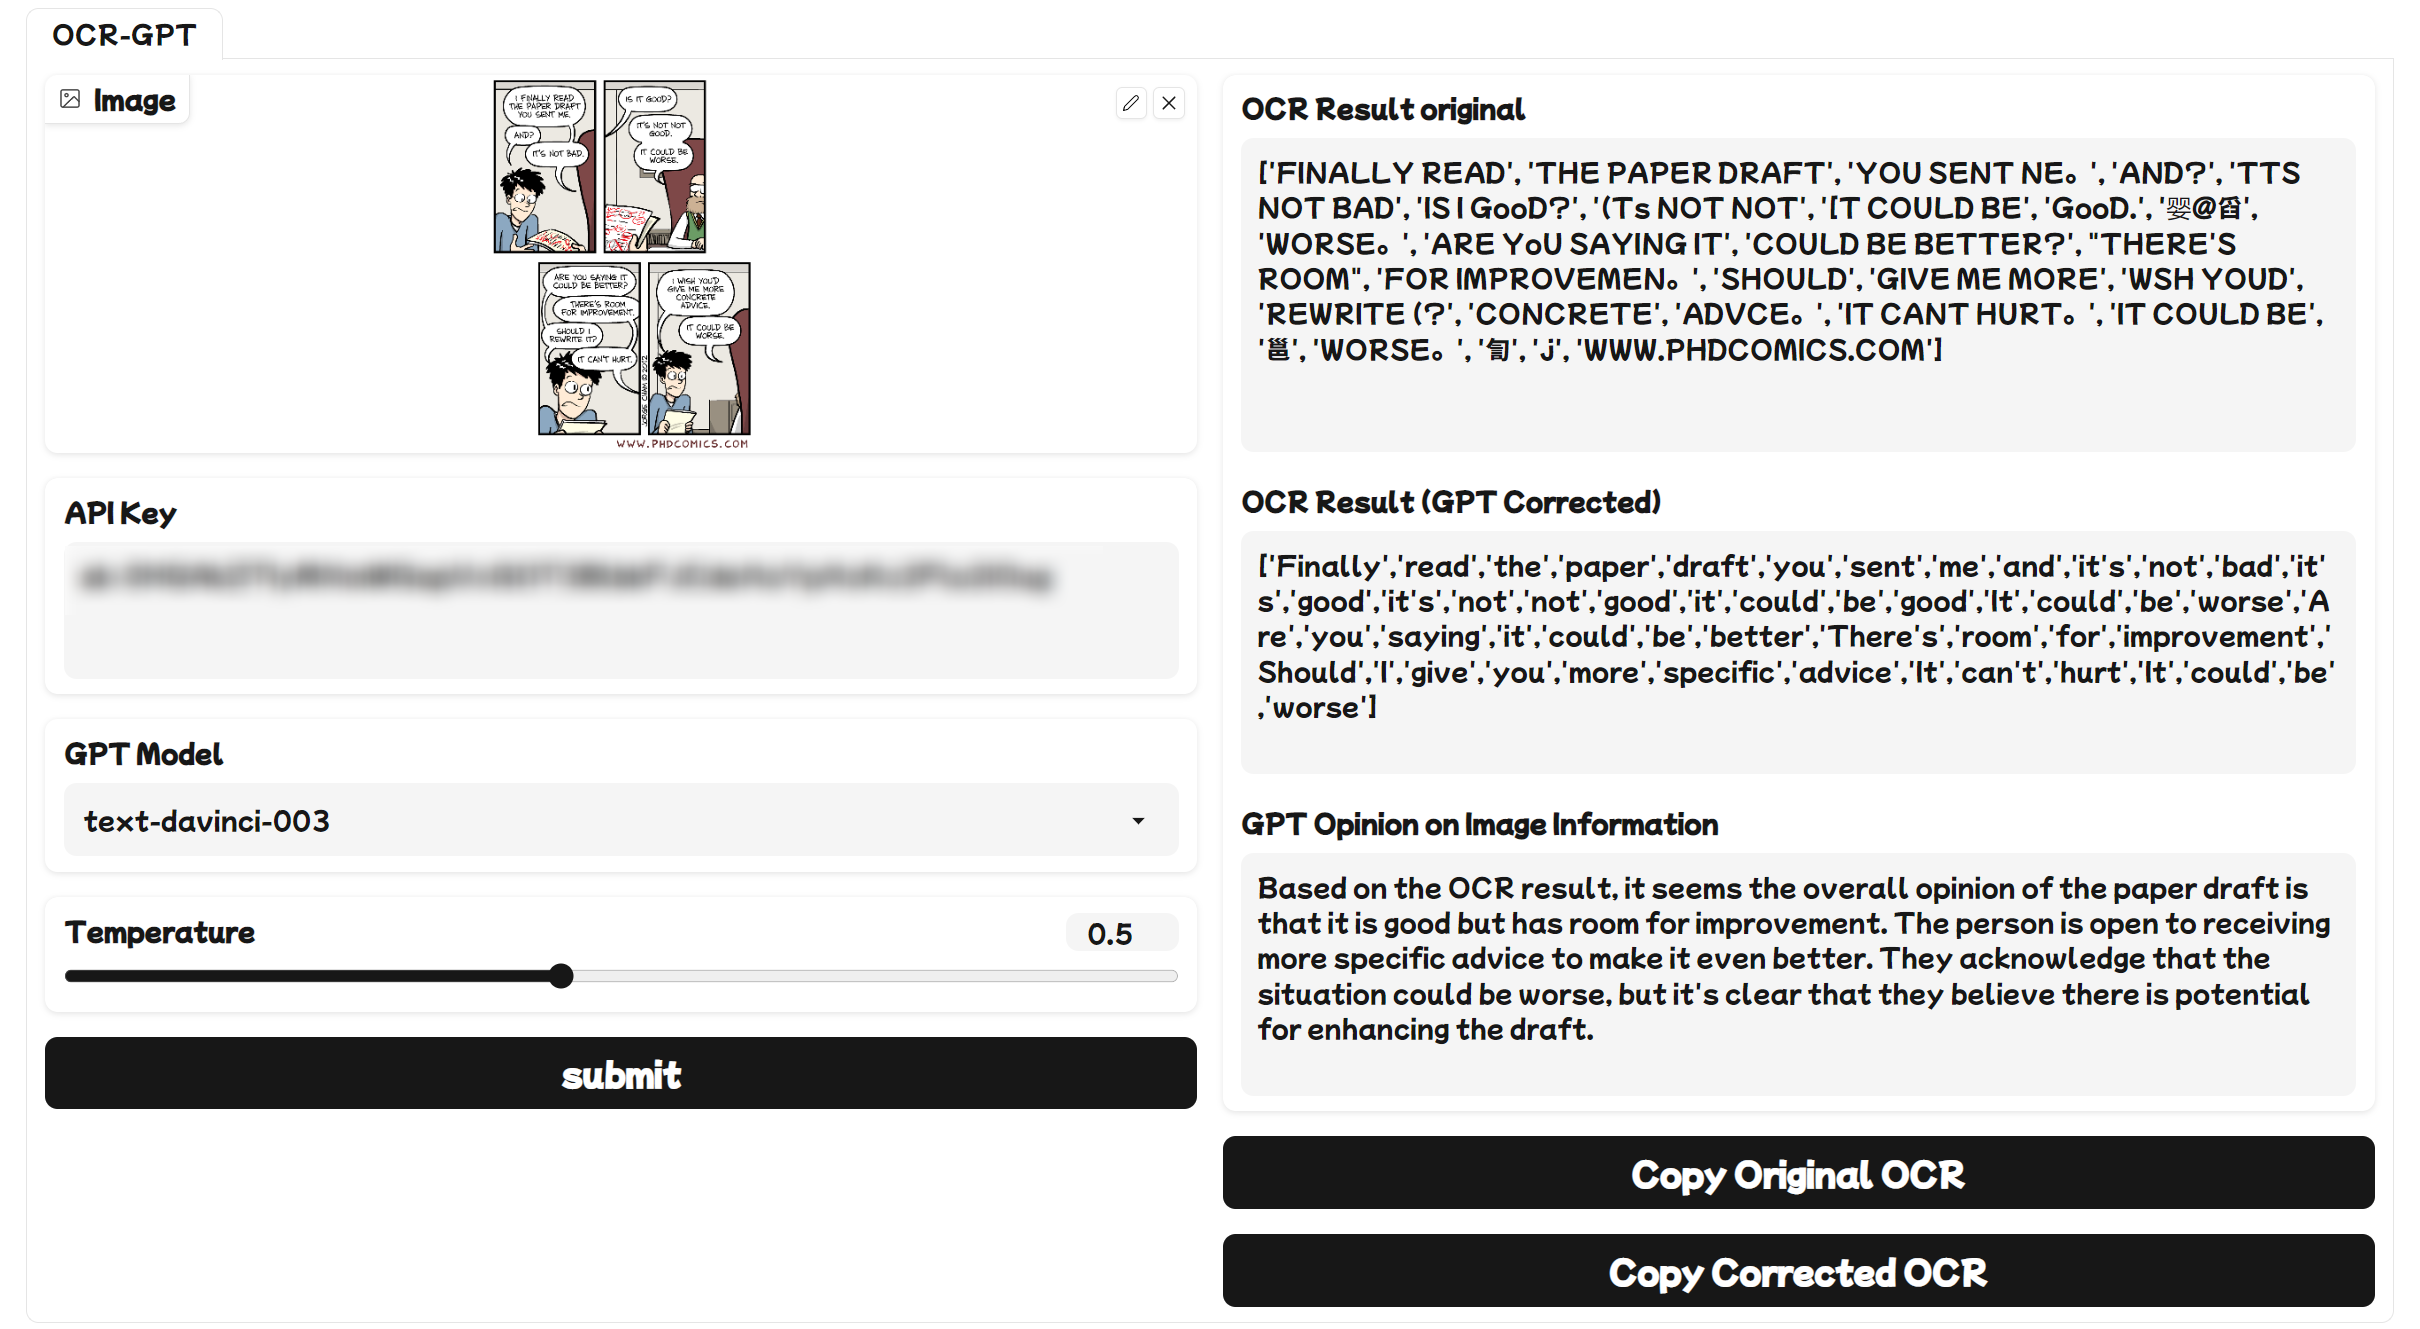 OCR-GPT
Image
I FINALLY READ
THE PAPER DRAFT
YOU SENT ME.
AND?
IT'S NOT BAD.
IS IT GOOD?
IT'S NOT NOT
GOOD.
IT COULD BE
WORSE.
ARE YOU SAYING IT
COULD BE BETTER?
THERE'S ROOM
FOR IMPROVEMENT.
SHOULD I
REWRITE IT?
IT CAN'T HURT.
I WISH YOU'D
GIVE ME MORE
CONCRETE
ADVICE.
IT COULD BE
WORSE.
JORGE CHAM © 2012
WWW.PHDCOMICS.COM
API Key
GPT Model
text-davinci-003
Temperature
0.5
submit
OCR Result original
['FINALLY READ', 'THE PAPER DRAFT', 'YOU SENT NE。', 'AND?', 'TTS
NOT BAD', 'IS I GooD?', '(Ts NOT NOT', '[T COULD BE', 'GooD.', '婴@舀',
'WORSE。', 'ARE YoU SAYING IT', 'COULD BE BETTER?', "THERE'S
ROOM", 'FOR IMPROVEMEN。', 'SHOULD', 'GIVE ME MORE', 'WSH YOUD',
'REWRITE (?', 'CONCRETE', 'ADVCE。', 'IT CANT HURT。', 'IT COULD BE',
'邕', 'WORSE。', '訇', 'j', 'WWW.PHDCOMICS.COM']
OCR Result (GPT Corrected)
['Finally','read','the','paper','draft','you','sent','me','and','it's','not','bad','it'
s','good','it's','not','not','good','it','could','be','good','It','could','be','worse','A
re','you','saying','it','could','be','better','There's','room','for','improvement','
Should','I','give','you','more','specific','advice','It','can't','hurt','It','could','be'
,'worse']
GPT Opinion on Image Information
Based on the OCR result, it seems the overall opinion of the paper draft is
that it is good but has room for improvement. The person is open to receiving
more specific advice to make it even better. They acknowledge that the
situation could be worse, but it's clear that they believe there is potential
for enhancing the draft.
Copy Original OCR
Copy Corrected OCR